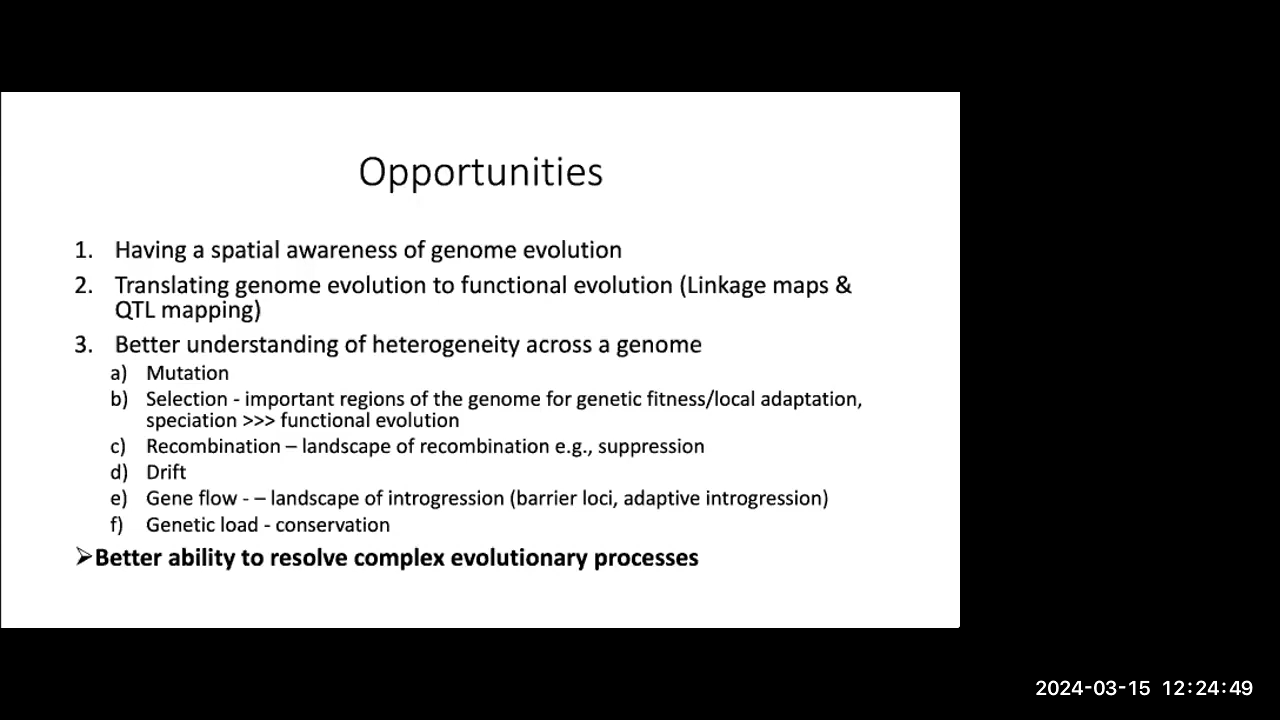 Opportunities
1. Having a spatial awareness of genome evolution
2. Translating genome evolution to functional evolution (Linkage maps &
QTL mapping)
3. Better understanding of heterogeneity across a genome
a) Mutation
b) Selection - important regions of the genome for genetic fitness/local adaptation,
speciation >>> functional evolution
c) Recombination – landscape of recombination e.g., suppression
d) Drift
e) Gene flow - – landscape of introgression (barrier loci, adaptive introgression)
f) Genetic load - conservation
➢Better ability to resolve complex evolutionary processes
2024-03-15 12:24:49